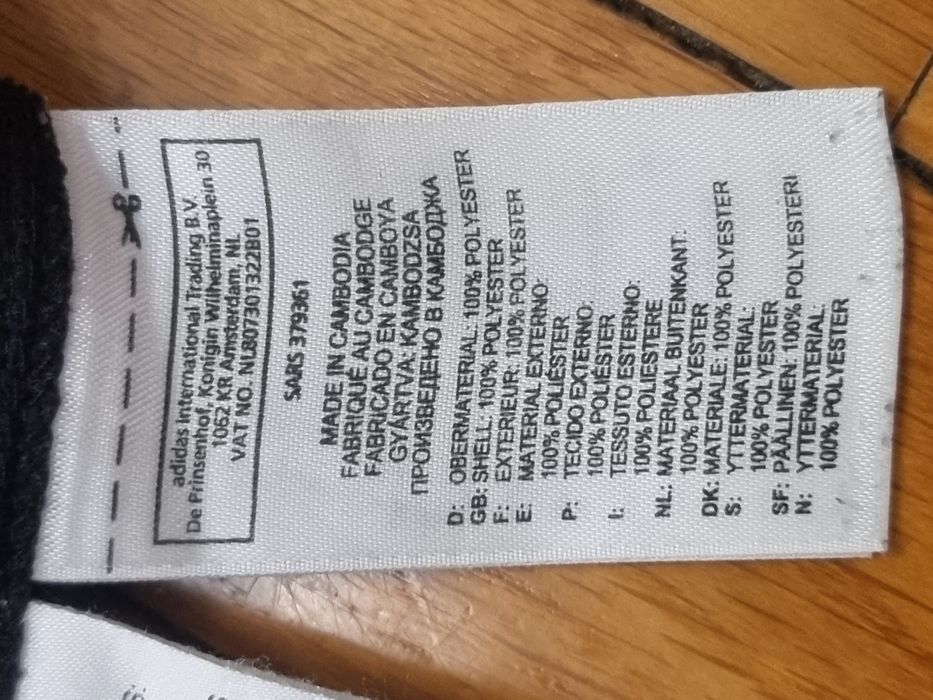 adidas International Trading B.V.
De Prinsenhof, Koningin Wilhelminaplein 30
1062 KR Amsterdam, NL
VAT NO. NL807301322B01
SARS 379361
MADE IN CAMBODIA
FABRIQUÉ AU CAMBODGE
FABRICADO EN CAMBOYA
GYÁRTVA: KAMBODZSA
ПРОИЗВЕДЕНО В КАМБОДЖА
D: OBERMATERIAL: 100% POLYESTER
GB: SHELL: 100% POLYESTER
F: EXTERIEUR: 100% POLYESTER
E: MATERIAL EXTERNO:
100% POLIÉSTER
P: TECIDO EXTERNO:
100% POLIÉSTER
I: TESSUTO ESTERNO:
100% POLIESTERE
NL: MATERIAAL BUITENKANT:
100% POLYESTER
DK: MATERIALE: 100% POLYESTER
S: YTTERMATERIAL:
100% POLYESTER
SF: PÄÄLLINEN: 100% POLYESTERI
N: YTTERMATERIAL:
100% POLYESTER